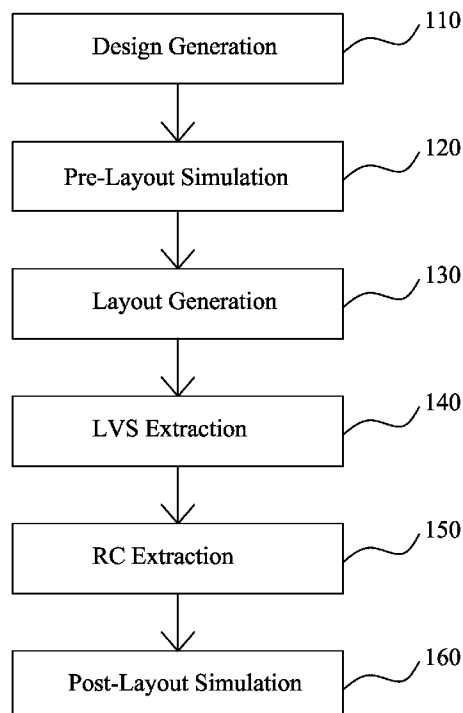 Design Generation
110
Pre-Layout Simulation
120
Layout Generation
130
LVS Extraction
140
RC Extraction
150
Post-Layout Simulation
160